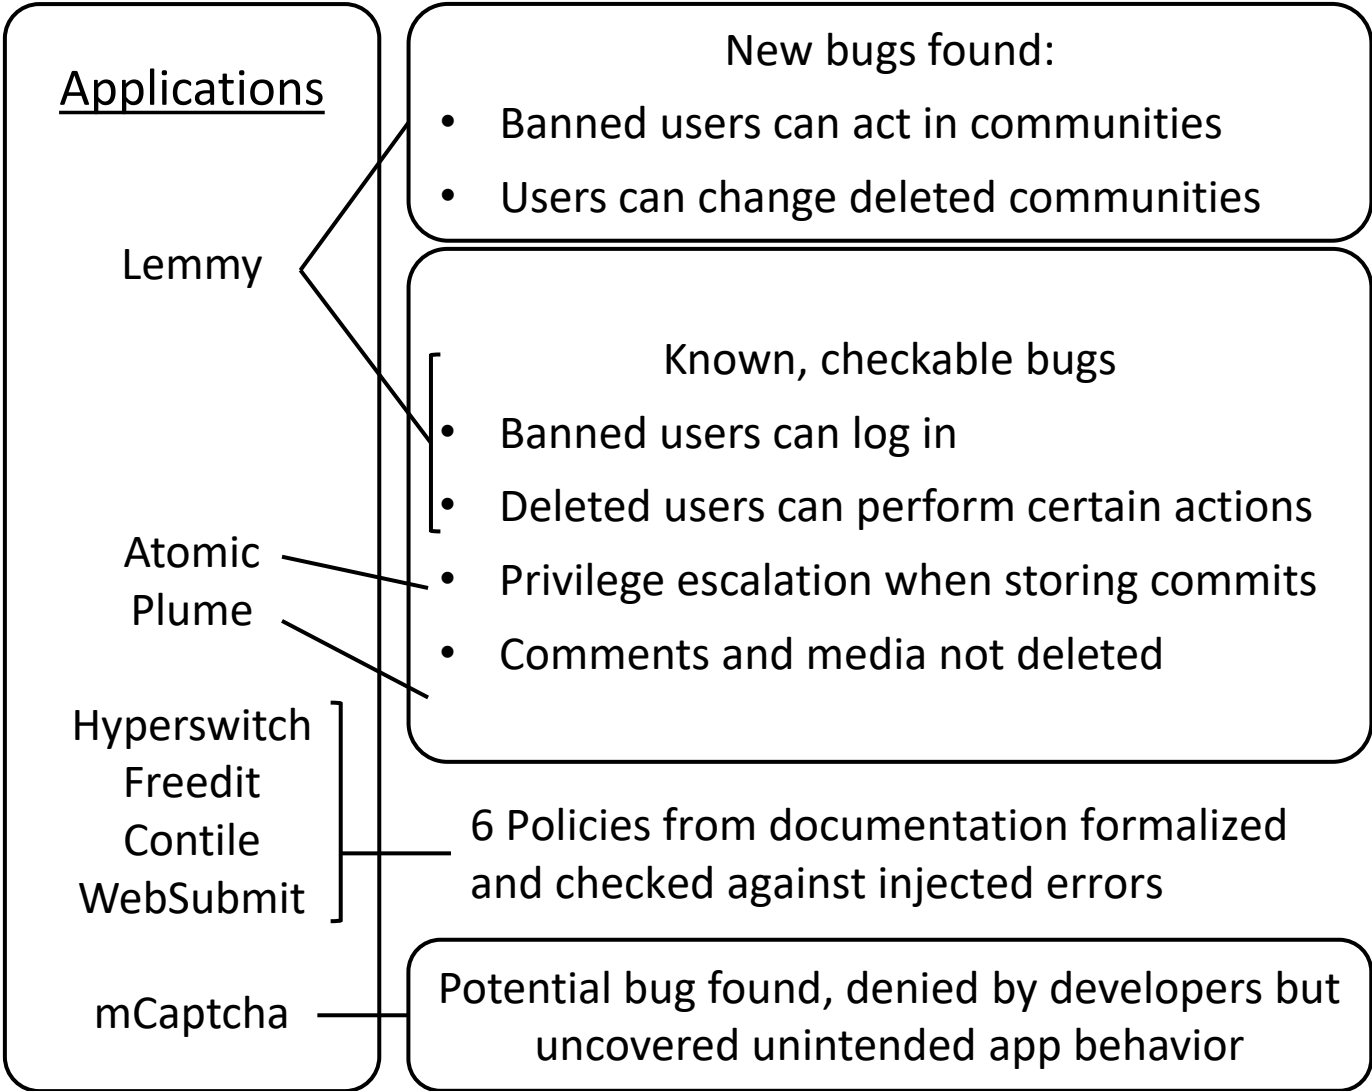 Applications
Lemmy
Atomic
Plume
Hyperswitch
Freedit
Contile
WebSubmit
mCaptcha
New bugs found:
• Banned users can act in communities
• Users can change deleted communities
Known, checkable bugs
• Banned users can log in
• Deleted users can perform certain actions
• Privilege escalation when storing commits
• Comments and media not deleted
6 Policies from documentation formalized
and checked against injected errors
Potential bug found, denied by developers but
uncovered unintended app behavior